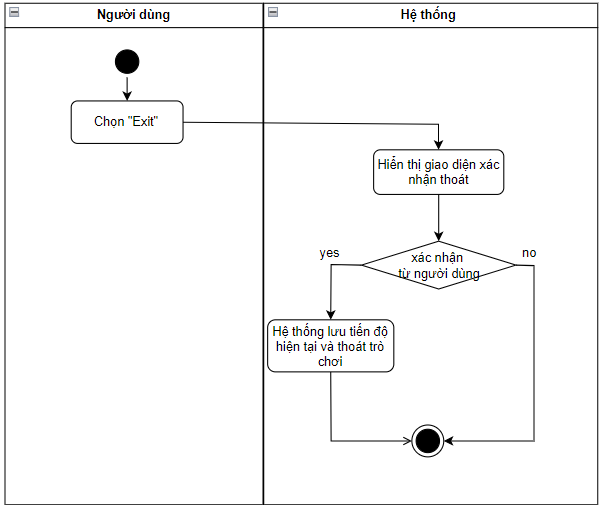 Người dùng
Hệ thống
Chọn "Exit"
Hiển thị giao diện xác
nhận thoát
yes
xác nhận
từ người dùng
no
Hệ thống lưu tiến độ
hiện tại và thoát trò
chơi